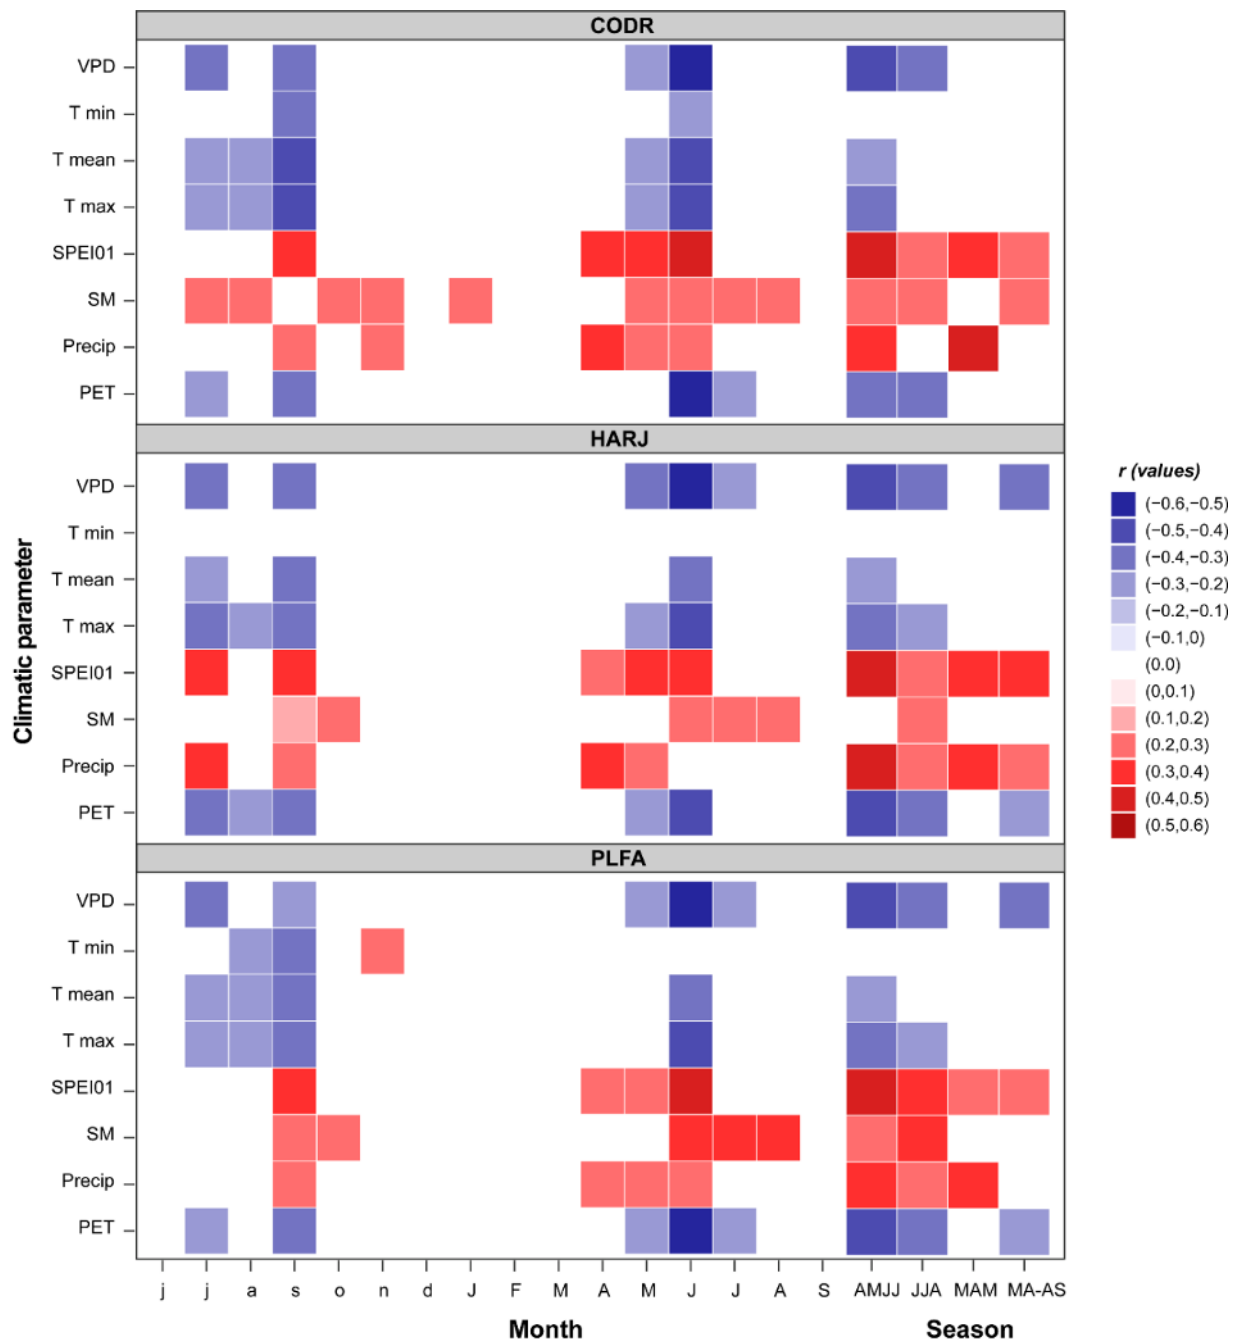 CODR
VPD
T min
T mean
T max
SPEI01
SM
Precip
PET
HARJ
VPD
T min
T mean
T max
SPEI01
SM
Precip
PET
PLFA
VPD
T min
T mean
T max
SPEI01
SM
Precip
PET
Climatic parameter
j j a s o n d J F M A M J J A S AMJJ JJA MAM MA-AS
Month Season
r (values)
(−0.6,−0.5)
(−0.5,−0.4)
(−0.4,−0.3)
(−0.3,−0.2)
(−0.2,−0.1)
(−0.1,0)
(0.0)
(0,0.1)
(0.1,0.2)
(0.2,0.3)
(0.3,0.4)
(0.4,0.5)
(0.5,0.6)